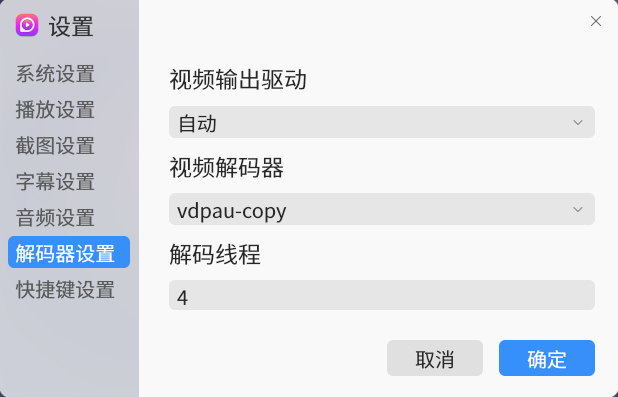 设置
系统设置
播放设置
截图设置
字幕设置
音频设置
解码器设置
快捷键设置
视频输出驱动
自动
视频解码器
vdpau-copy
解码线程
4
取消
确定